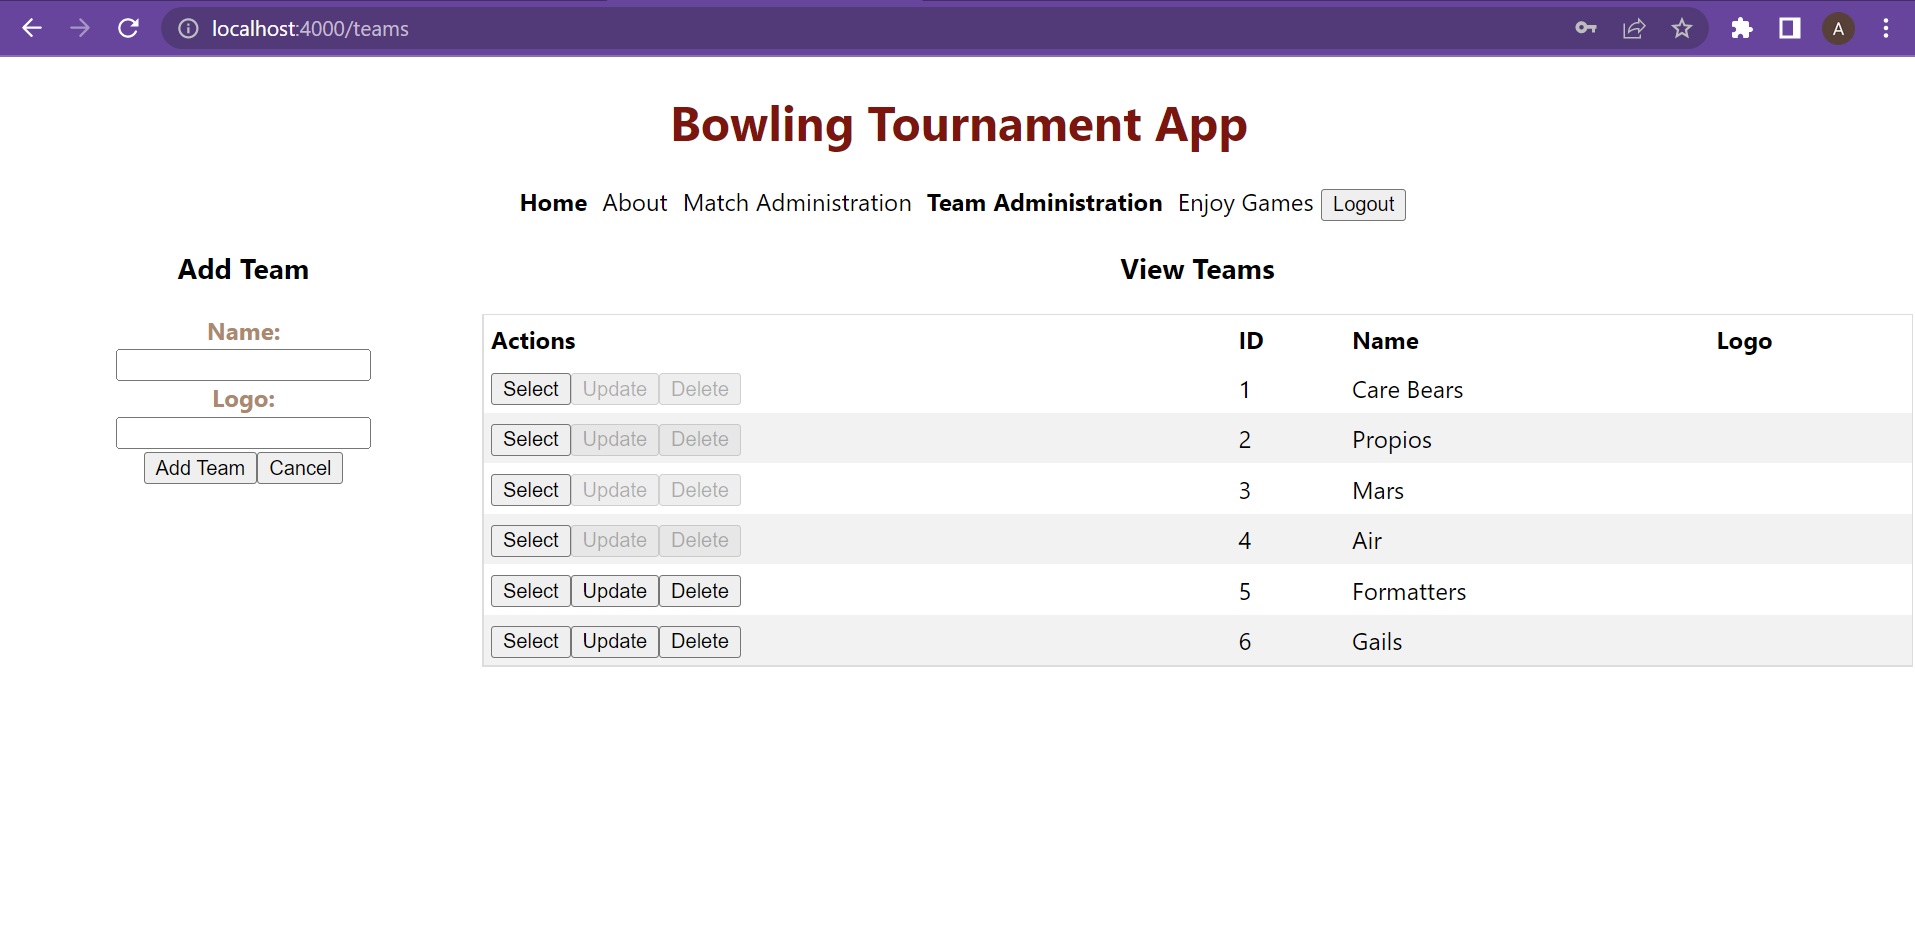 localhost:4000/teams
A
Bowling Tournament App
Home About Match Administration Team Administration Enjoy Games Logout
Add Team
Name:
Logo:
Add Team Cancel
View Teams
Actions ID Name Logo
Select Update Delete 1 Care Bears
Select Update Delete 2 Propios
Select Update Delete 3 Mars
Select Update Delete 4 Air
Select Update Delete 5 Formatters
Select Update Delete 6 Gails